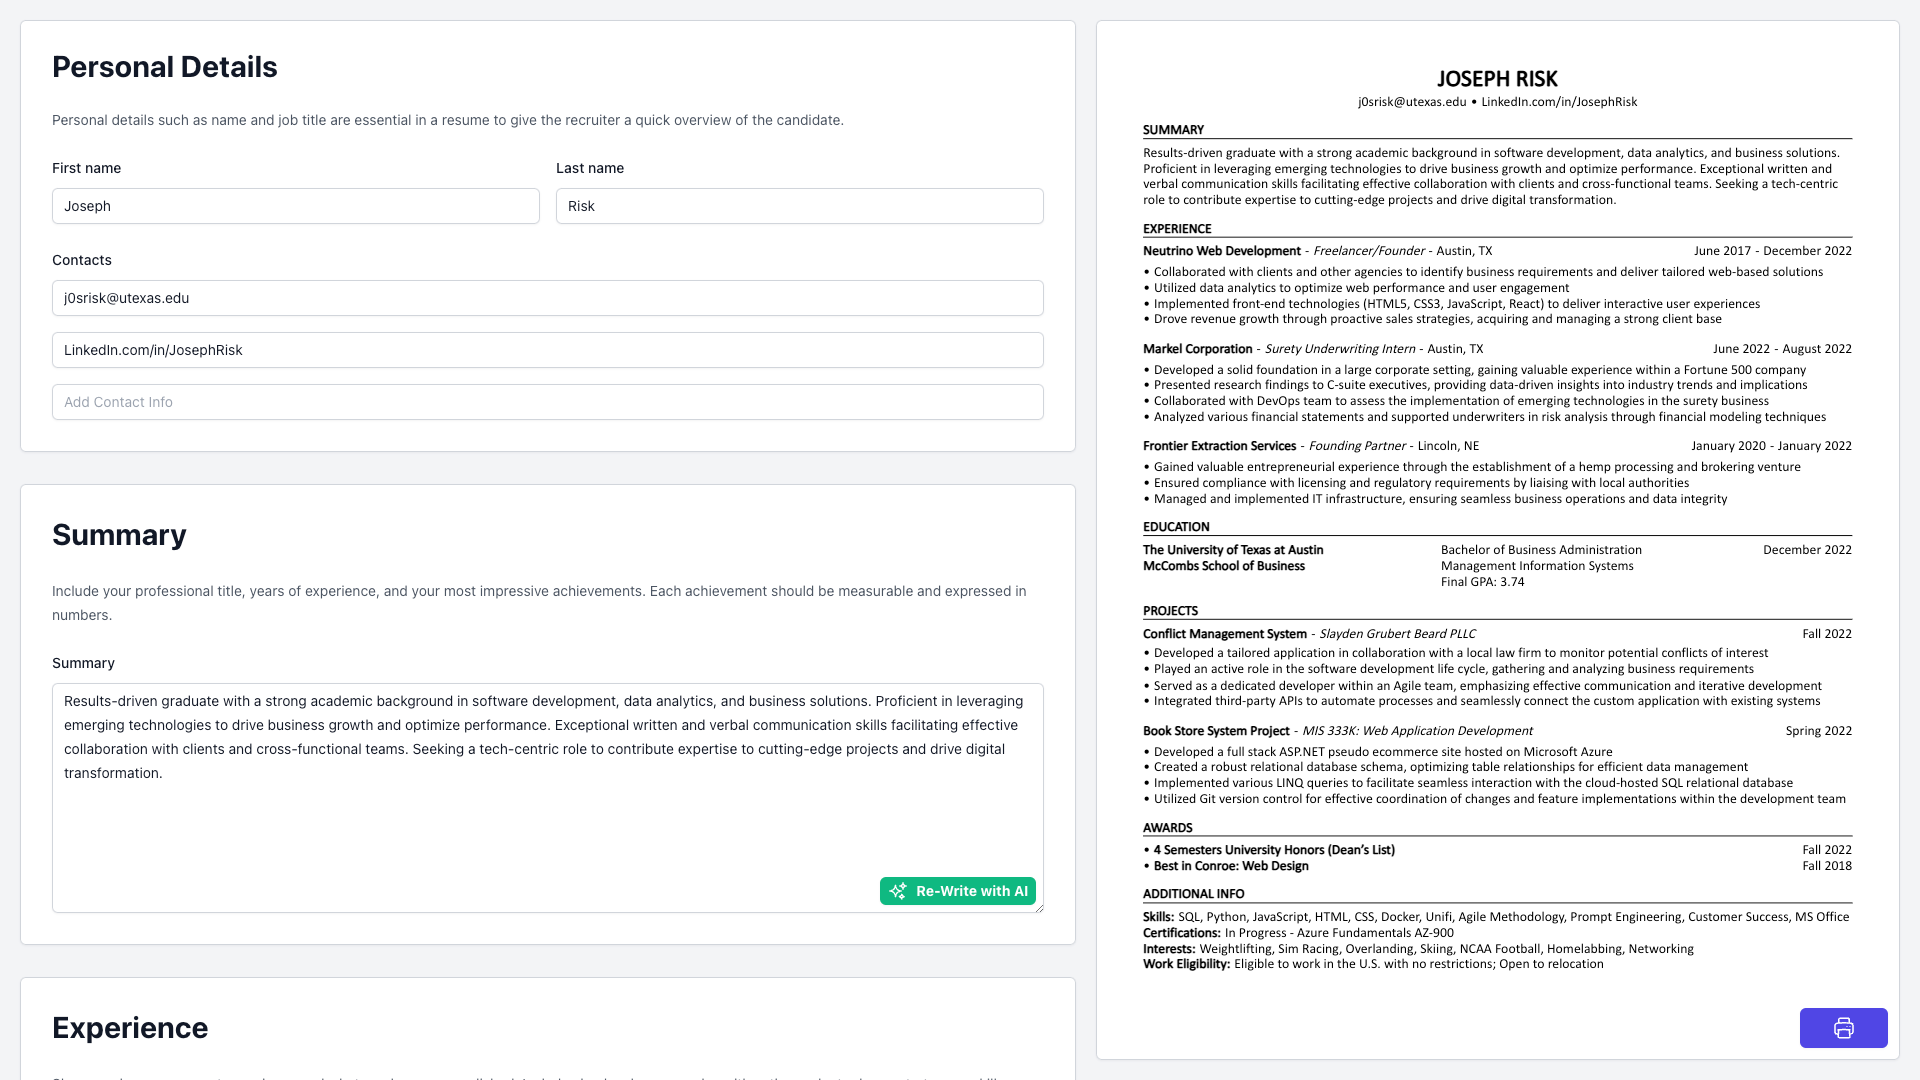 Personal Details
Personal details such as name and job title are essential in a resume to give the recruiter a quick overview of the candidate.
First name
Last name
Joseph
Risk
Contacts
j0srisk@utexas.edu
LinkedIn.com/in/JosephRisk
Add Contact Info
Summary
Include your professional title, years of experience, and your most impressive achievements. Each achievement should be measurable and expressed in
numbers.
Summary
Results-driven graduate with a strong academic background in software development, data analytics, and business solutions. Proficient in leveraging
emerging technologies to drive business growth and optimize performance. Exceptional written and verbal communication skills facilitating effective
collaboration with clients and cross-functional teams. Seeking a tech-centric role to contribute expertise to cutting-edge projects and drive digital
transformation.
Re-Write with AI
Experience
JOSEPH RISK
j0srisk@utexas.edu • LinkedIn.com/in/JosephRisk
SUMMARY
Results-driven graduate with a strong academic background in software development, data analytics, and business solutions.
Proficient in leveraging emerging technologies to drive business growth and optimize performance. Exceptional written and
verbal communication skills facilitating effective collaboration with clients and cross-functional teams. Seeking a tech-centric
role to contribute expertise to cutting-edge projects and drive digital transformation.
EXPERIENCE
Neutrino Web Development - Freelancer/Founder - Austin, TX June 2017 - December 2022
• Collaborated with clients and other agencies to identify business requirements and deliver tailored web-based solutions
• Utilized data analytics to optimize web performance and user engagement
• Implemented front-end technologies (HTML5, CSS3, JavaScript, React) to deliver interactive user experiences
• Drove revenue growth through proactive sales strategies, acquiring and managing a strong client base
Markel Corporation - Surety Underwriting Intern - Austin, TX June 2022 - August 2022
• Developed a solid foundation in a large corporate setting, gaining valuable experience within a Fortune 500 company
• Presented research findings to C-suite executives, providing data-driven insights into industry trends and implications
• Collaborated with DevOps team to assess the implementation of emerging technologies in the surety business
• Analyzed various financial statements and supported underwriters in risk analysis through financial modeling techniques
Frontier Extraction Services - Founding Partner - Lincoln, NE January 2020 - January 2022
• Gained valuable entrepreneurial experience through the establishment of a hemp processing and brokering venture
• Ensured compliance with licensing and regulatory requirements by liaising with local authorities
• Managed and implemented IT infrastructure, ensuring seamless business operations and data integrity
EDUCATION
The University of Texas at Austin Bachelor of Business Administration December 2022
McCombs School of Business Management Information Systems
Final GPA: 3.74
PROJECTS
Conflict Management System - Slayden Grubert Beard PLLC Fall 2022
• Developed a tailored application in collaboration with a local law firm to monitor potential conflicts of interest
• Played an active role in the software development life cycle, gathering and analyzing business requirements
• Served as a dedicated developer within an Agile team, emphasizing effective communication and iterative development
• Integrated third-party APIs to automate processes and seamlessly connect the custom application with existing systems
Book Store System Project - MIS 333K: Web Application Development Spring 2022
• Developed a full stack ASP.NET pseudo ecommerce site hosted on Microsoft Azure
• Created a robust relational database schema, optimizing table relationships for efficient data management
• Implemented various LINQ queries to facilitate seamless interaction with the cloud-hosted SQL relational database
• Utilized Git version control for effective coordination of changes and feature implementations within the development team
AWARDS
• 4 Semesters University Honors (Dean’s List) Fall 2022
• Best in Conroe: Web Design Fall 2018
ADDITIONAL INFO
Skills: SQL, Python, JavaScript, HTML, CSS, Docker, Unifi, Agile Methodology, Prompt Engineering, Customer Success, MS Office
Certifications: In Progress - Azure Fundamentals AZ-900
Interests: Weightlifting, Sim Racing, Overlanding, Skiing, NCAA Football, Homelabbing, Networking
Work Eligibility: Eligible to work in the U.S. with no restrictions; Open to relocation